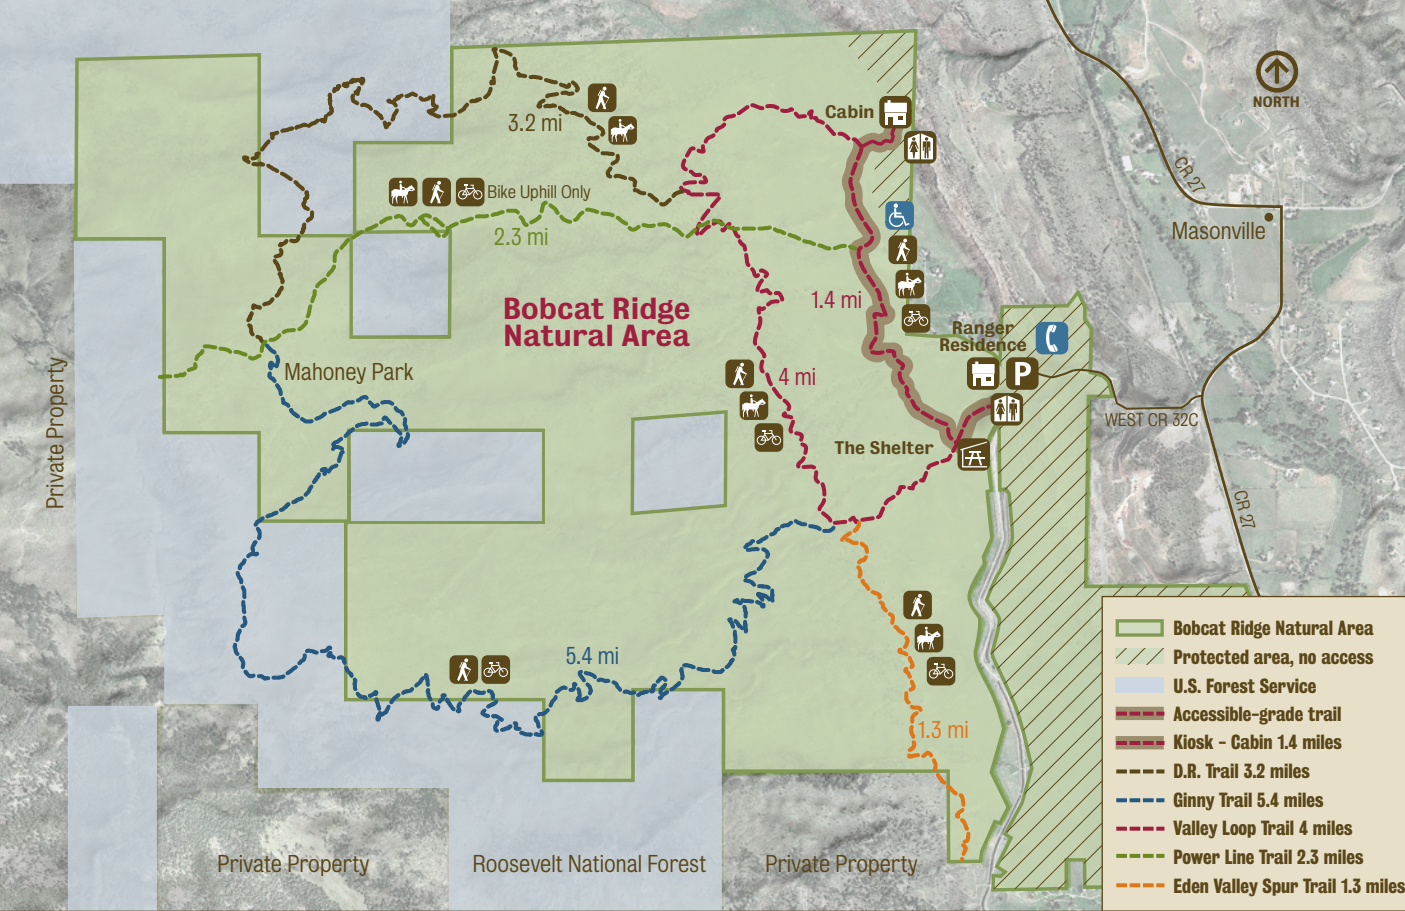 NORTH
Cabin
3.2 mi
CR 27
Bike Uphill Only
2.3 mi
Masonville
1.4 mi
Bobcat Ridge
Natural Area
Ranger
Residence
P
Mahoney Park
4 mi
Private Property
WEST CR 32C
The Shelter
CR 27
5.4 mi
1.3 mi
Private Property
Roosevelt National Forest
Private Property
Bobcat Ridge Natural Area
Protected area, no access
U.S. Forest Service
Accessible-grade trail
Kiosk - Cabin 1.4 miles
D.R. Trail 3.2 miles
Ginny Trail 5.4 miles
Valley Loop Trail 4 miles
Power Line Trail 2.3 miles
Eden Valley Spur Trail 1.3 miles